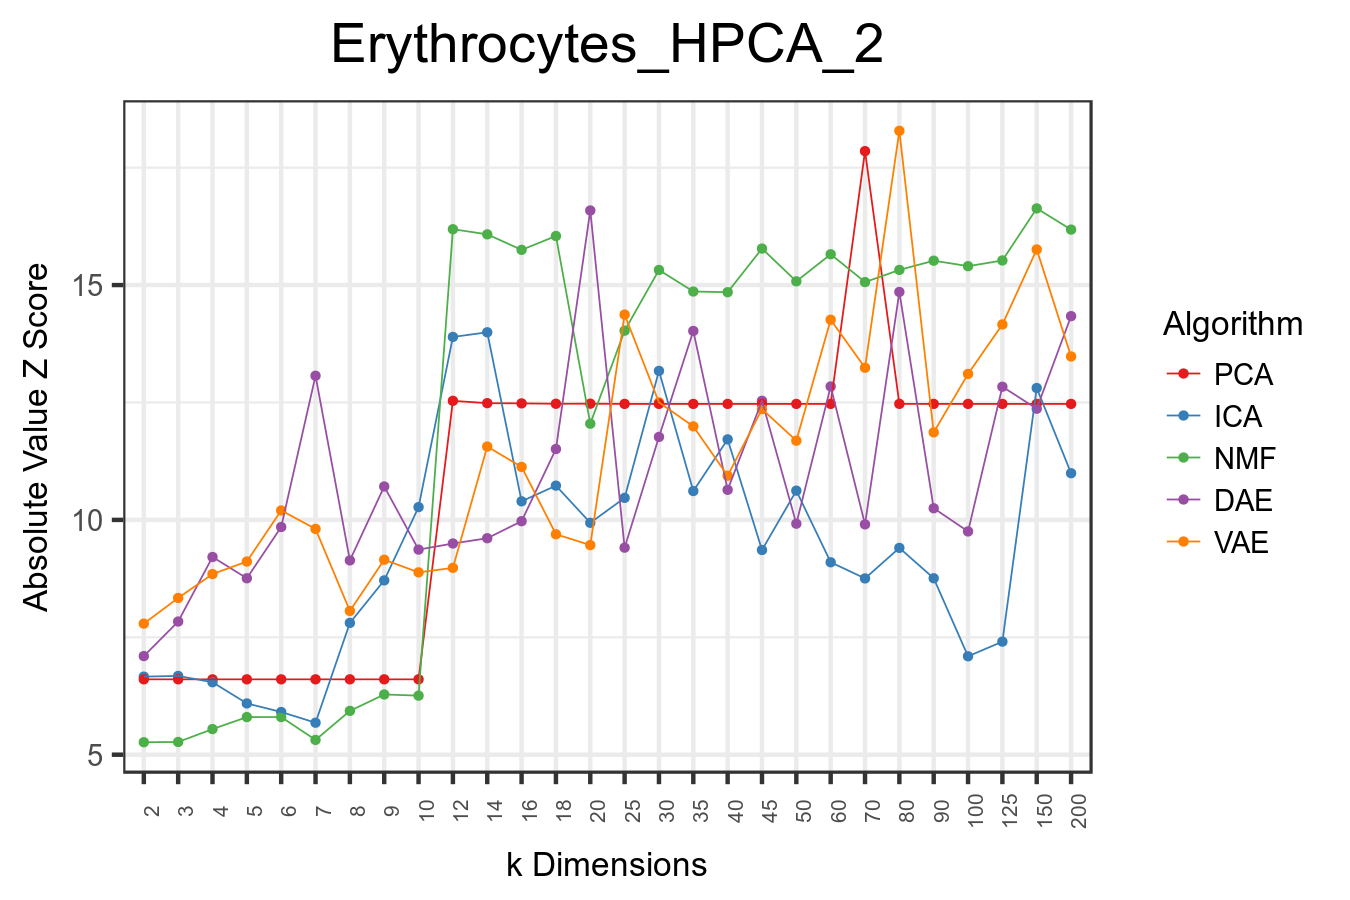 Erythrocytes_HPCA_2
Absolute Value Z Score
15
10
5
2 3 4 5 6 7 8 9 10 12 14 16 18 20 25 30 35 40 45 50 60 70 80 90 100 125 150 200
k Dimensions
Algorithm
PCA
ICA
NMF
DAE
VAE